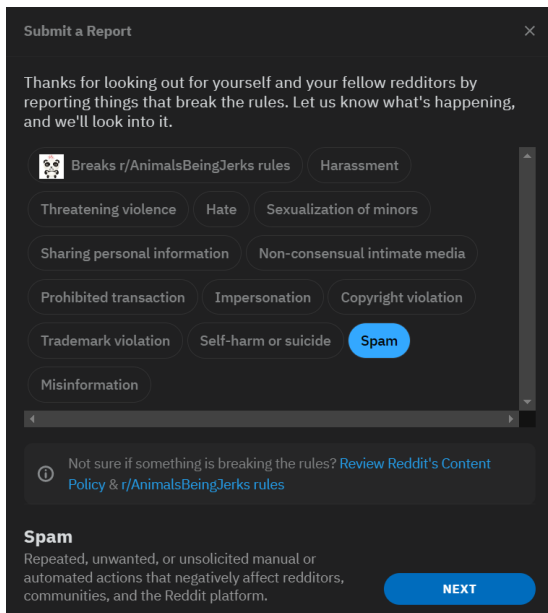 Submit a Report
Thanks for looking out for yourself and your fellow redditors by
reporting things that break the rules. Let us know what's happening,
and we'll look into it.
Breaks r/AnimalsBeingJerks rules
Harassment
Threatening violence
Hate
Sexualization of minors
Sharing personal information
Non-consensual intimate media
Prohibited transaction
Impersonation
Copyright violation
Trademark violation
Self-harm or suicide
Spam
Misinformation
Not sure if something is breaking the rules? Review Reddit's Content
Policy & r/AnimalsBeingJerks rules
Spam
Repeated, unwanted, or unsolicited manual or
automated actions that negatively affect redditors,
communities, and the Reddit platform.
NEXT